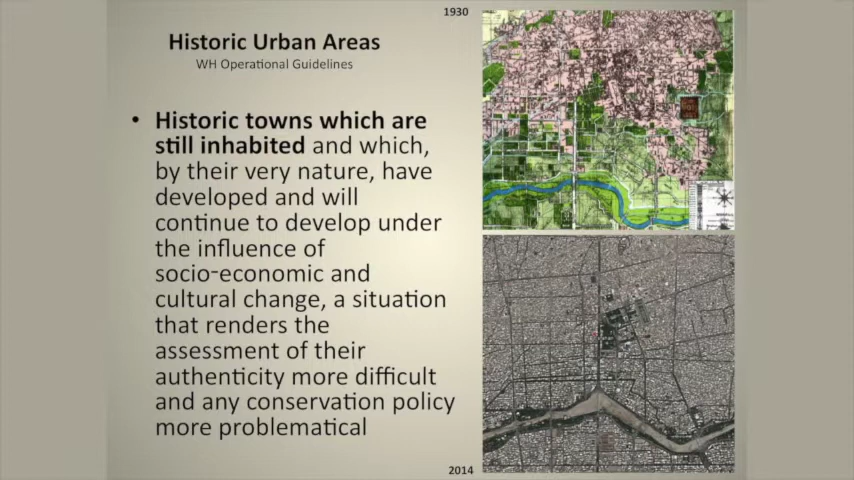 1930
Historic Urban Areas
WH Operational Guidelines
• Historic towns which are
still inhabited and which,
by their very nature, have
developed and will
continue to develop under
the influence of
socio-economic and
cultural change, a situation
that renders the
assessment of their
authenticity more difficult
and any conservation policy
more problematical
2014